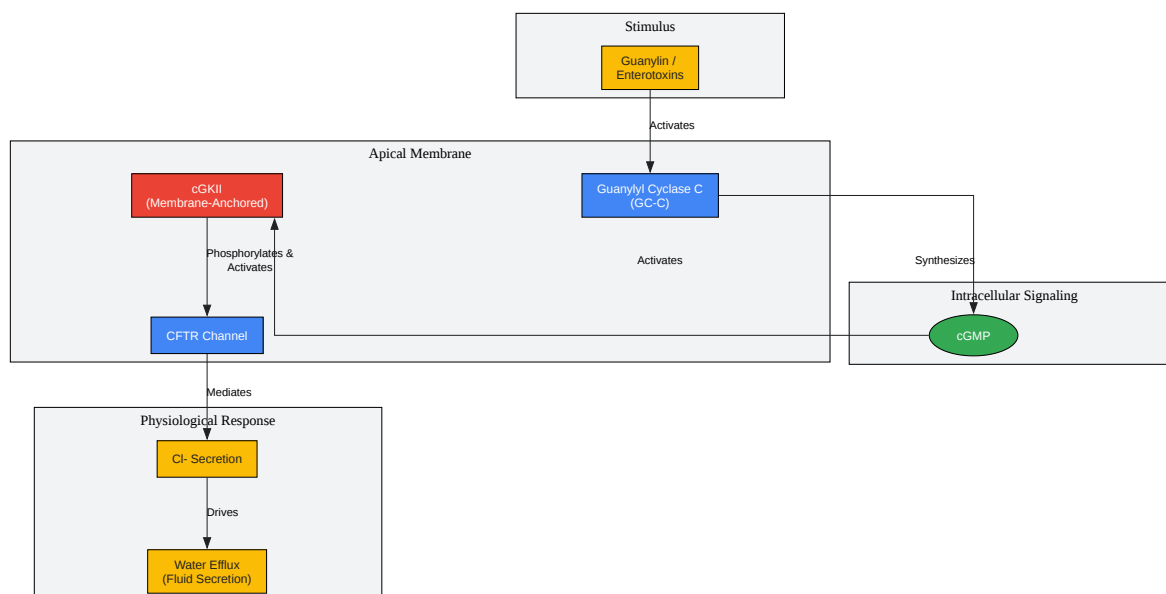 Stimulus
Guanylin /
Enterotoxins
Activates
Apical Membrane
cGKII
(Membrane-Anchored)
Guanylyl Cyclase C
(GC-C)
Phosphorylates &
Activates
Activates
Synthesizes
Intracellular Signaling
CFTR Channel
cGMP
Mediates
Physiological Response
Cl- Secretion
Drives
Water Efflux
(Fluid Secretion)